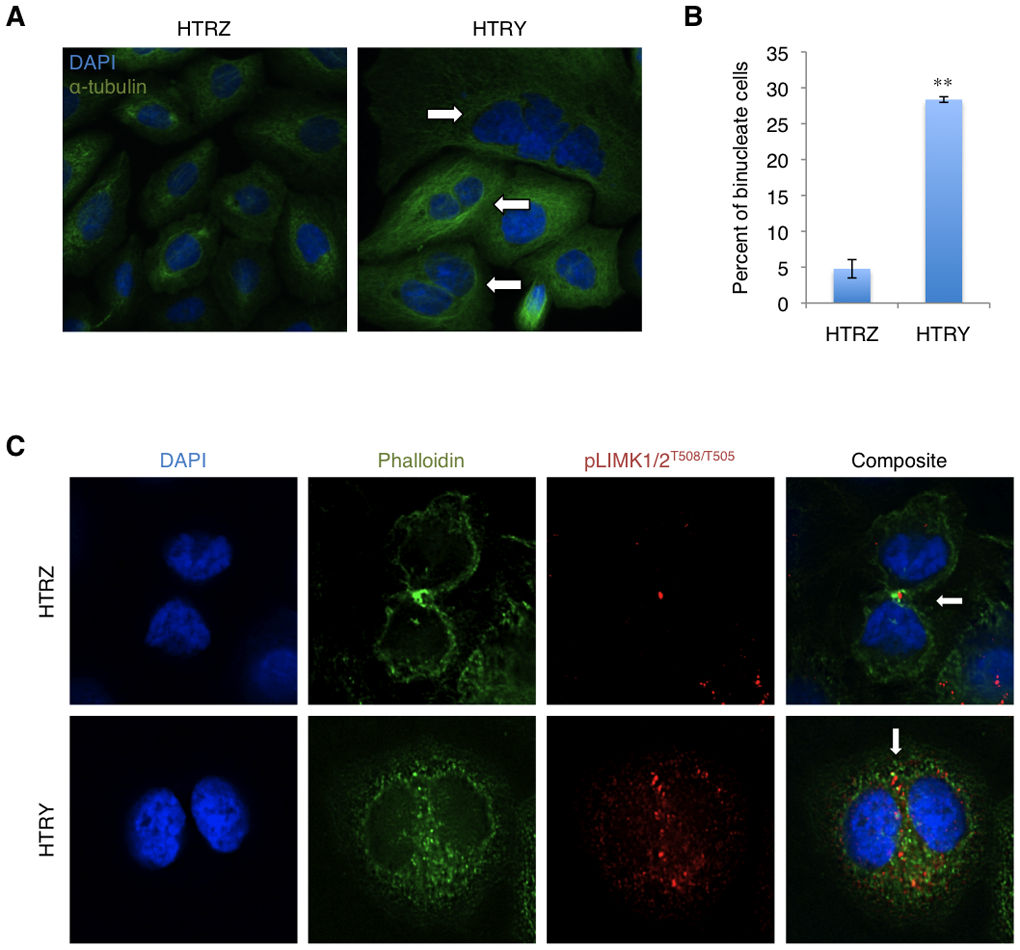 A
HTRZ
HTRY
DAPI
α-tubulin
B
Percent of binucleate cells
35
30
25
20
15
10
5
0
**
HTRZ
HTRY
C
DAPI
Phalloidin
pLIMK1/2T508/T505
Composite
HTRZ
HTRY